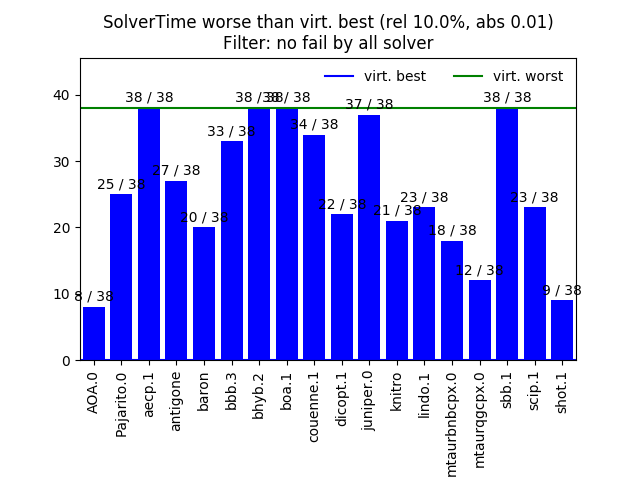 SolverTime worse than virt. best (rel 10.0%, abs 0.01)
Filter: no fail by all solver
virt. best
virt. worst
40
30
20
10
0
8 / 38
25 / 38
38 / 38
27 / 38
20 / 38
33 / 38
38 / 38
38 / 38
34 / 38
22 / 38
37 / 38
21 / 38
23 / 38
18 / 38
12 / 38
38 / 38
23 / 38
9 / 38
AOA.0
Pajarito.0
aecp.1
antigone
baron
bbb.3
bhyb.2
boa.1
couenne.1
dicopt.1
juniper.0
knitro
lindo.1
mtaurbnbcpx.0
mtaurqgcpx.0
sbb.1
scip.1
shot.1